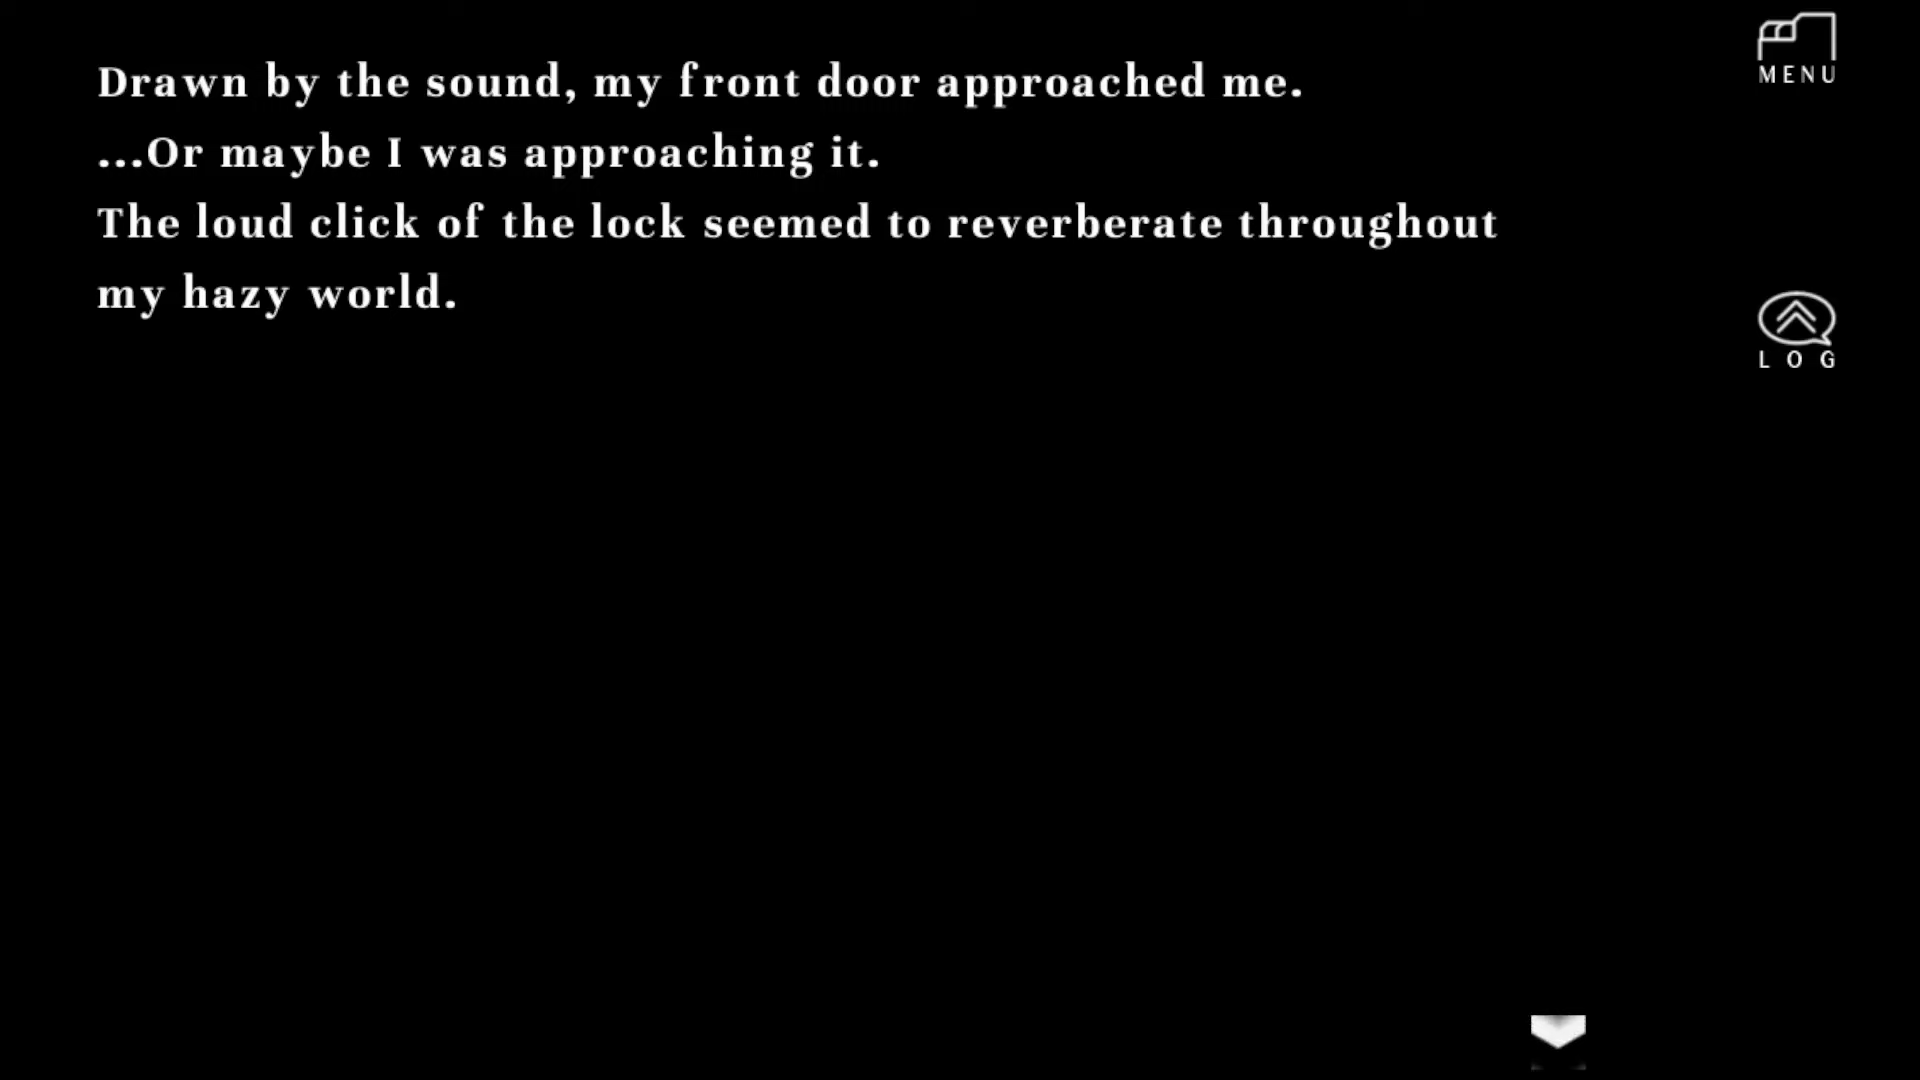 Drawn by the sound, my front door approached me.
...Or maybe I was approaching it.
The loud click of the lock seemed to reverberate throughout
my hazy world.
MENU
LOG